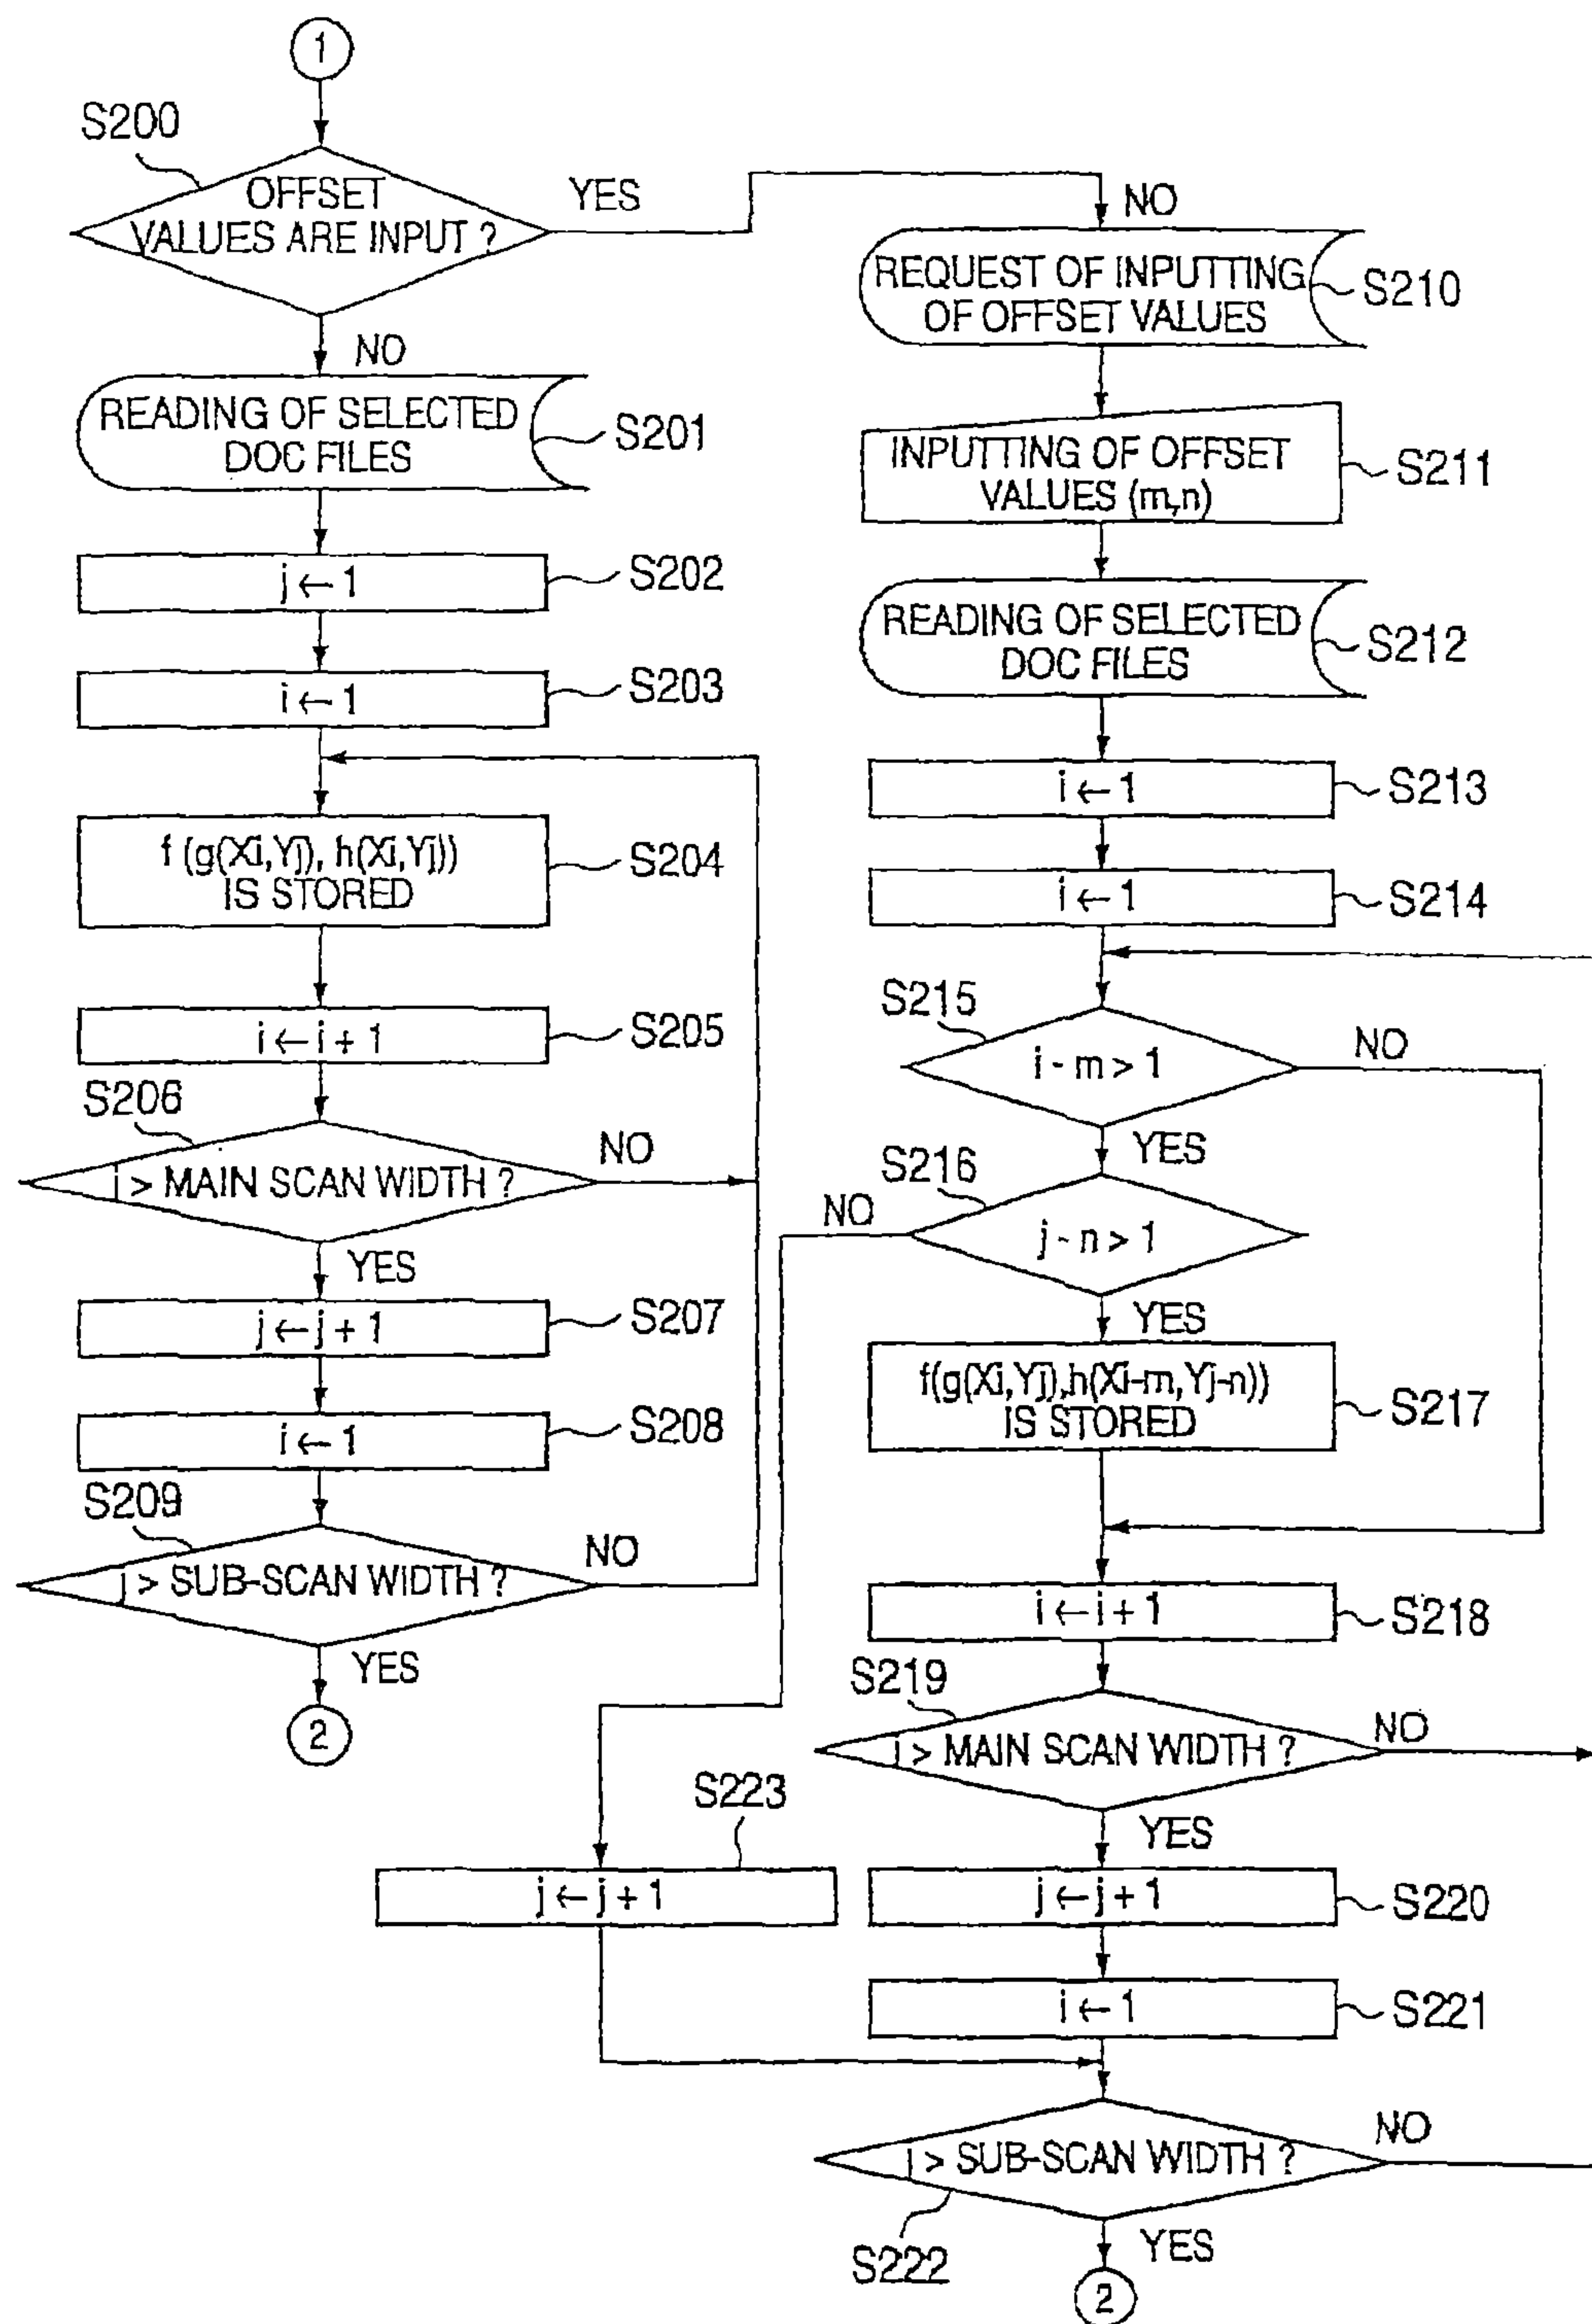 1
S200
OFFSET
VALUES ARE INPUT ?
YES
NO
READING OF SELECTED
DOC FILES
S201
j ← 1
S202
i ← 1
S203
f (g(Xi,Yj), h(Xi,Yj))
IS STORED
S204
i ← i + 1
S205
S206
i > MAIN SCAN WIDTH ?
NO
YES
j ← j + 1
S207
i ← 1
S208
S209
j > SUB-SCAN WIDTH ?
NO
YES
2
NO
REQUEST OF INPUTTING
OF OFFSET VALUES
S210
INPUTTING OF OFFSET
VALUES (m,n)
S211
READING OF SELECTED
DOC FILES
S212
i ← 1
S213
i ← 1
S214
S215
i - m > 1
NO
YES
S216
NO
j - n > 1
YES
f(g(Xi,Yj),h(Xi-m,Yj-n))
IS STORED
S217
i ← i + 1
S218
S219
i > MAIN SCAN WIDTH ?
NO
YES
S223
j ← j + 1
j ← j + 1
S220
i ← 1
S221
j > SUB-SCAN WIDTH ?
NO
S222
YES
2